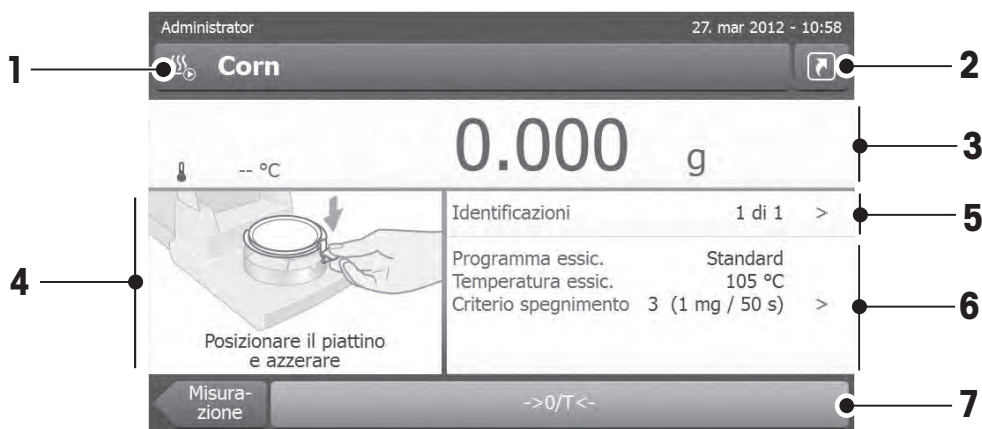 Administrator 27. mar 2012 - 10:58
1 Corn 2
0.000 g 3
-- °C
4
Identificazioni 1 di 1 > 5
Programma essic. Standard
Temperatura essic. 105 °C
Criterio spegnimento 3 (1 mg / 50 s) > 6
Posizionare il piattino
e azzerare
Misura-
zione
->0/T<- 7